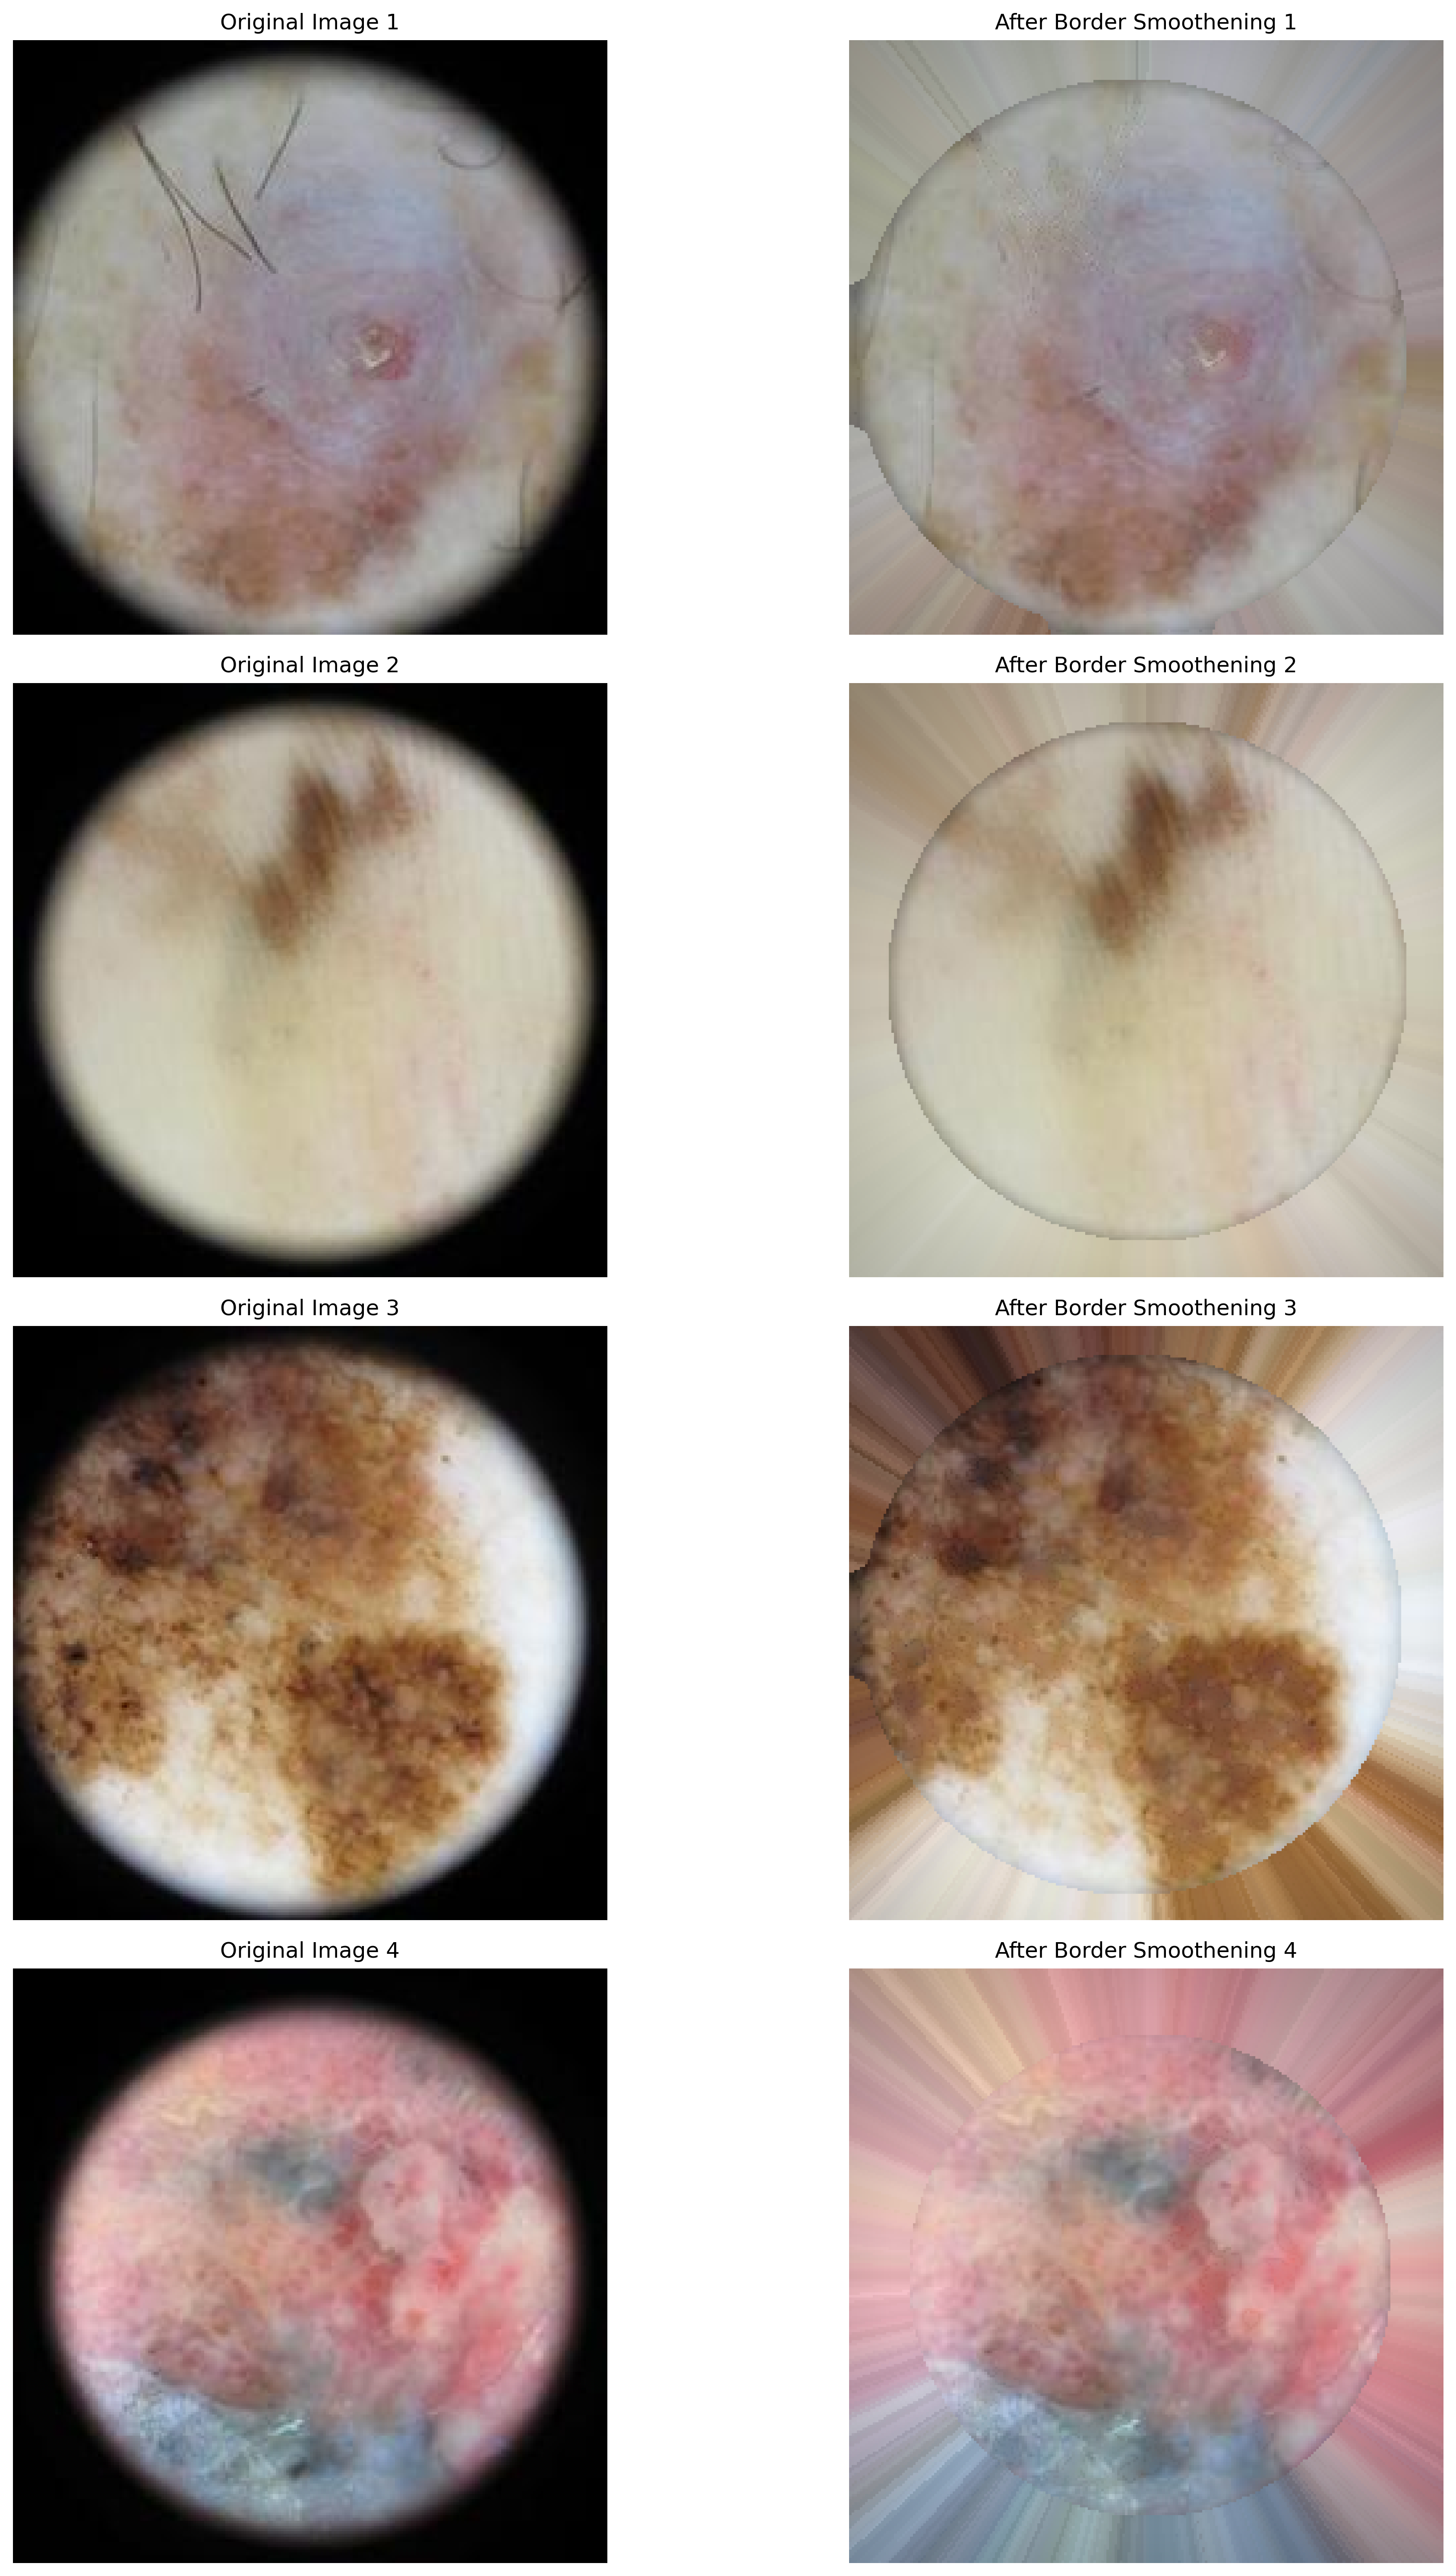 Original Image 1
After Border Smoothening 1
Original Image 2
After Border Smoothening 2
Original Image 3
After Border Smoothening 3
Original Image 4
After Border Smoothening 4